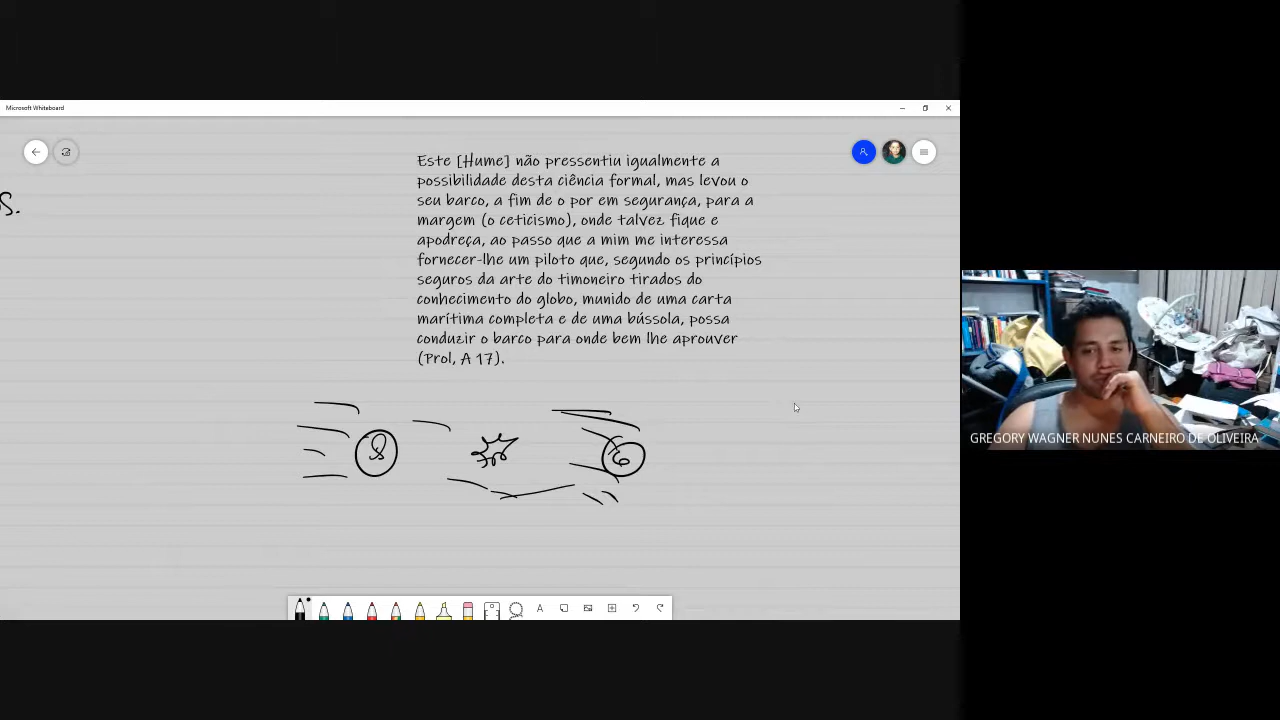 Microsoft Whiteboard
Este [Hume] não pressentiu igualmente a
possibilidade desta ciência formal, mas levou o
seu barco, a fim de o por em segurança, para a
margem (o ceticismo), onde talvez fique e
apodreça, ao passo que a mim me interessa
fornecer-lhe um piloto que, segundo os princípios
seguros da arte do timoneiro tirados do
conhecimento do globo, munido de uma carta
marítima completa e de uma bússola, possa
conduzir o barco para onde bem lhe aprouver
(Prol, A 17).
s.
8
6
A
GREGORY WAGNER NUNES CARNEIRO DE OLIVEIRA